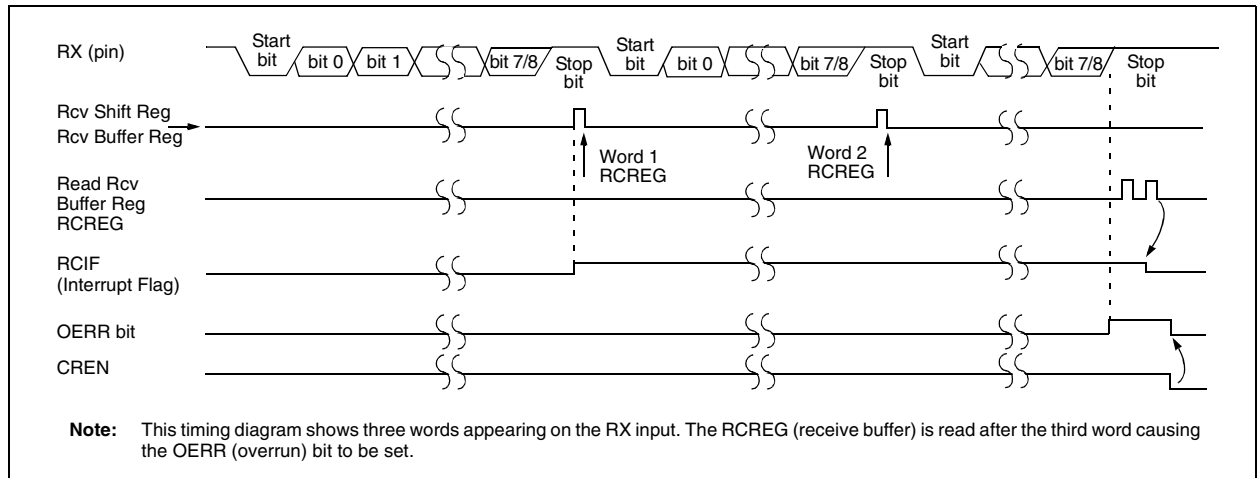 RX (pin)
Start
bit
bit 0
bit 1
bit 7/8
Stop
bit
Start
bit
bit 0
bit 7/8
Stop
bit
Start
bit
bit 7/8
Stop
bit
Rcv Shift Reg
Rcv Buffer Reg
Word 1
RCREG
Word 2
RCREG
Read Rcv
Buffer Reg
RCREG
RCIF
(Interrupt Flag)
OERR bit
CREN
Note: This timing diagram shows three words appearing on the RX input. The RCREG (receive buffer) is read after the third word causing
the OERR (overrun) bit to be set.